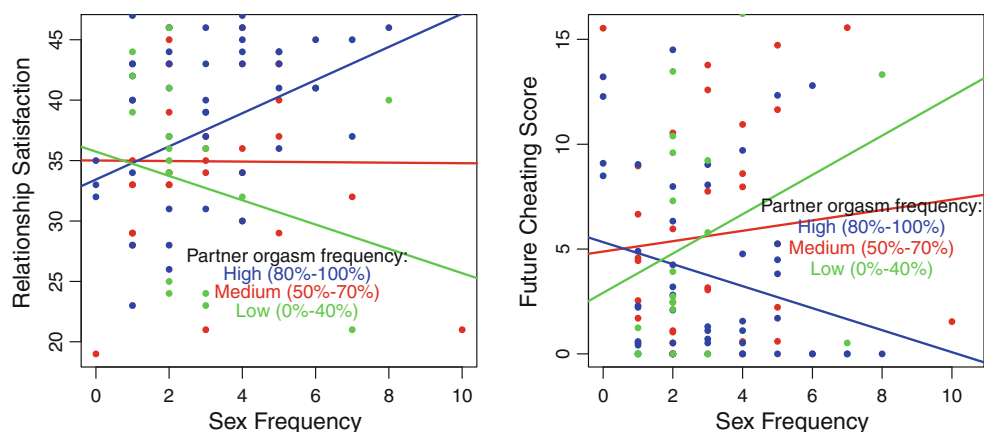 Relationship Satisfaction
45
40
35
30
25
20
Partner orgasm frequency:
High (80%-100%)
Medium (50%-70%)
Low (0%-40%)
0 2 4 6 8 10
Sex Frequency
Future Cheating Score
15
10
5
0
Partner orgasm frequency:
High (80%-100%)
Medium (50%-70%)
Low (0%-40%)
0 2 4 6 8 10
Sex Frequency